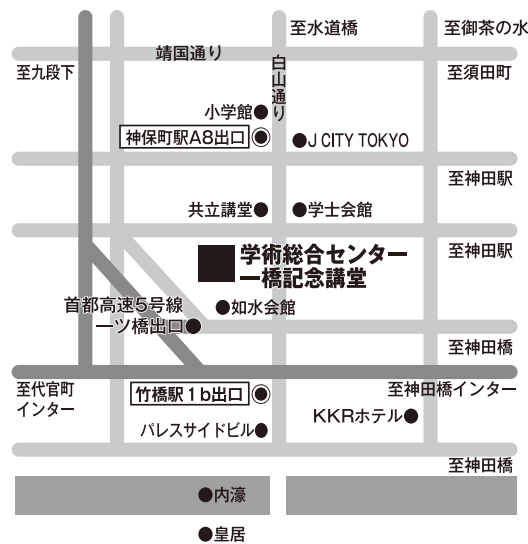 至水道橋
至御茶の水
靖国通り
至九段下
白山通り
至須田町
小学館
神保町駅A8出口
J CITY TOKYO
至神田駅
共立講堂
学士会館
至神田駅
学術総合センター
一橋記念講堂
首都高速5号線
一ツ橋出口
如水会館
至神田橋
至代官町
インター
竹橋駅1b出口
至神田橋インター
KKRホテル
パレスサイドビル
至神田橋
内濠
皇居